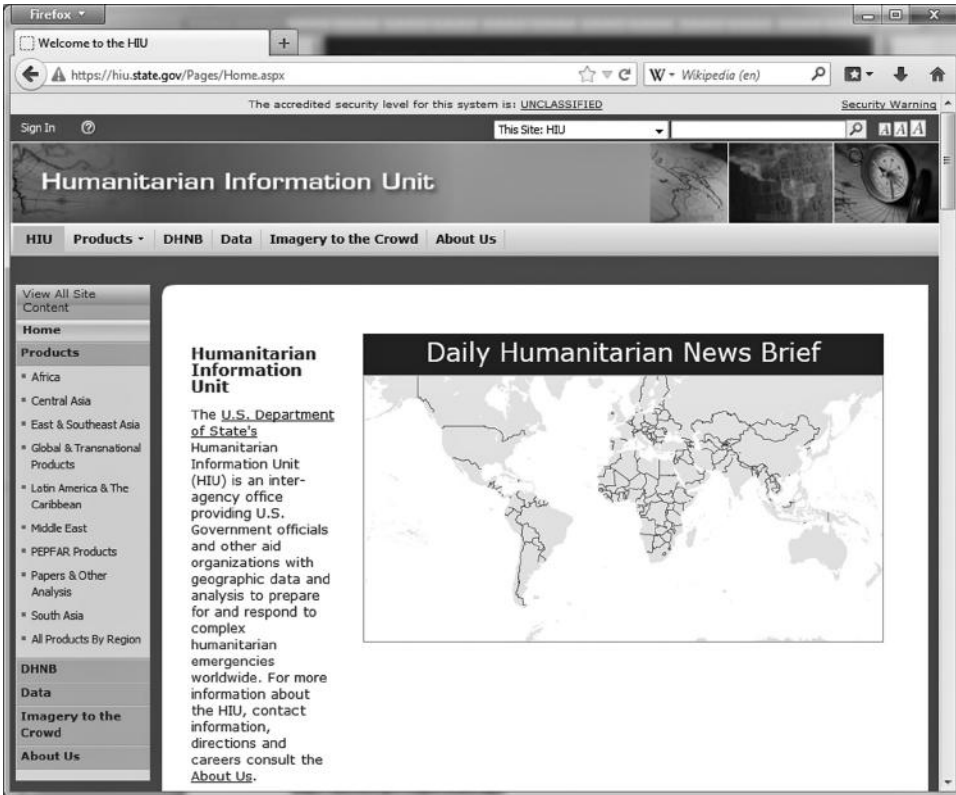 Firefox
Welcome to the HIU
https://hiu.state.gov/Pages/Home.aspx
W - Wikipedia (en)
The accredited security level for this system is: UNCLASSIFIED
Security Warning
Sign In
This Site: HIU
A A A
Humanitarian Information Unit
HIU Products DHNB Data Imagery to the Crowd About Us
View All Site
Content
Home
Products
Africa
Central Asia
East & Southeast Asia
Global & Transnational
Products
Latin America & The
Caribbean
Middle East
PEPFAR Products
Papers & Other
Analysis
South Asia
All Products By Region
DHNB
Data
Imagery to the
Crowd
About Us
Humanitarian
Information
Unit
The U.S. Department
of State's
Humanitarian
Information Unit
(HIU) is an inter-
agency office
providing U.S.
Government officials
and other aid
organizations with
geographic data and
analysis to prepare
for and respond to
complex
humanitarian
emergencies
worldwide. For more
information about
the HIU, contact
information,
directions and
careers consult the
About Us.
Daily Humanitarian News Brief